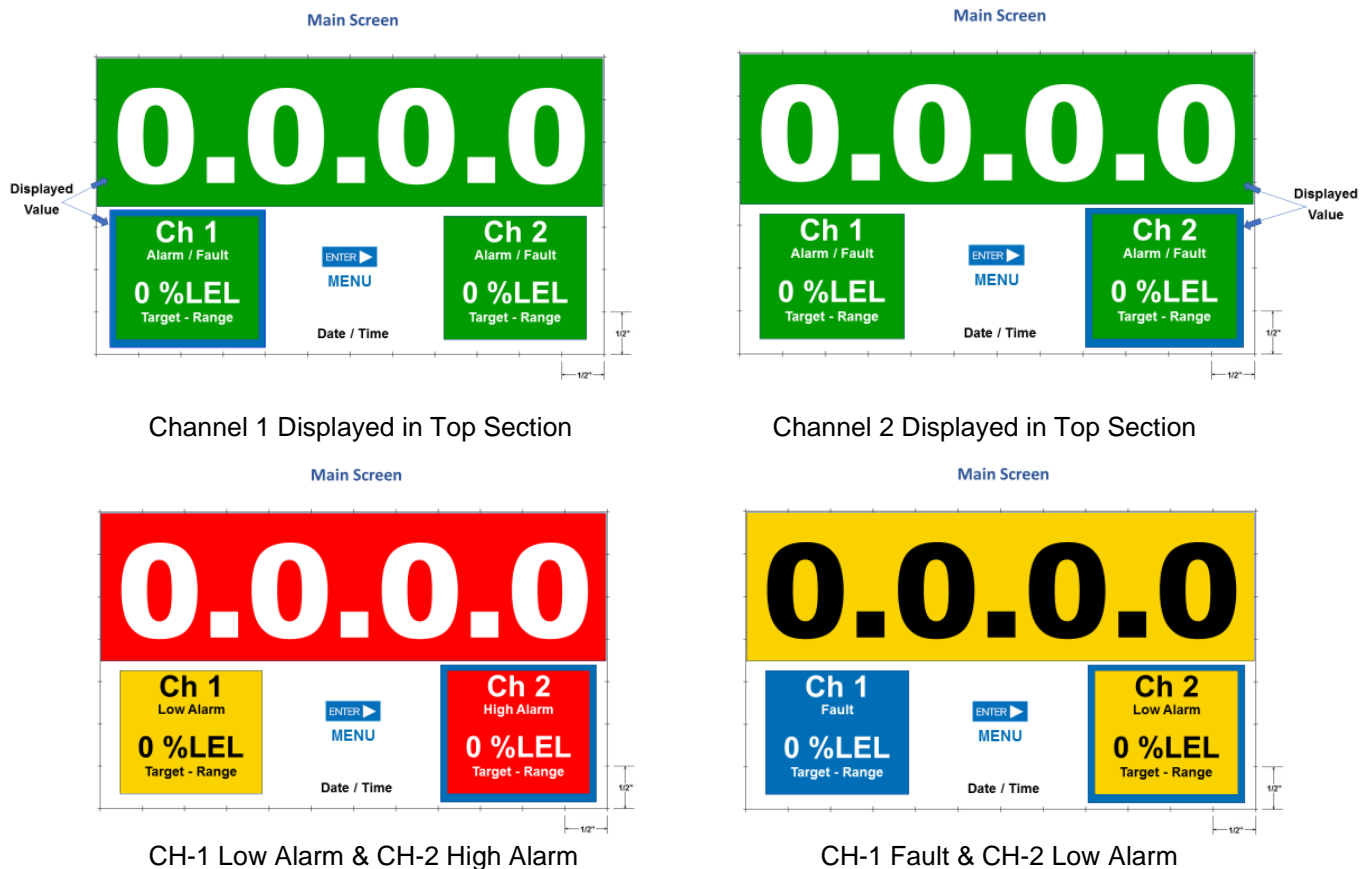 Main Screen
0.0.0.0
Displayed
Value
Ch 1
Alarm / Fault
0 %LEL
Target - Range
ENTER
MENU
Date / Time
Ch 2
Alarm / Fault
0 %LEL
Target - Range
1/2"
1/2"
Channel 1 Displayed in Top Section
Main Screen
0.0.0.0
Displayed
Value
Ch 1
Alarm / Fault
0 %LEL
Target - Range
ENTER
MENU
Date / Time
Ch 2
Alarm / Fault
0 %LEL
Target - Range
1/2"
1/2"
Channel 2 Displayed in Top Section
Main Screen
0.0.0.0
Ch 1
Low Alarm
0 %LEL
Target - Range
ENTER
MENU
Date / Time
Ch 2
High Alarm
0 %LEL
Target - Range
1/2"
1/2"
CH-1 Low Alarm & CH-2 High Alarm
Main Screen
0.0.0.0
Ch 1
Fault
0 %LEL
Target - Range
ENTER
MENU
Date / Time
Ch 2
Low Alarm
0 %LEL
Target - Range
1/2"
1/2"
CH-1 Fault & CH-2 Low Alarm